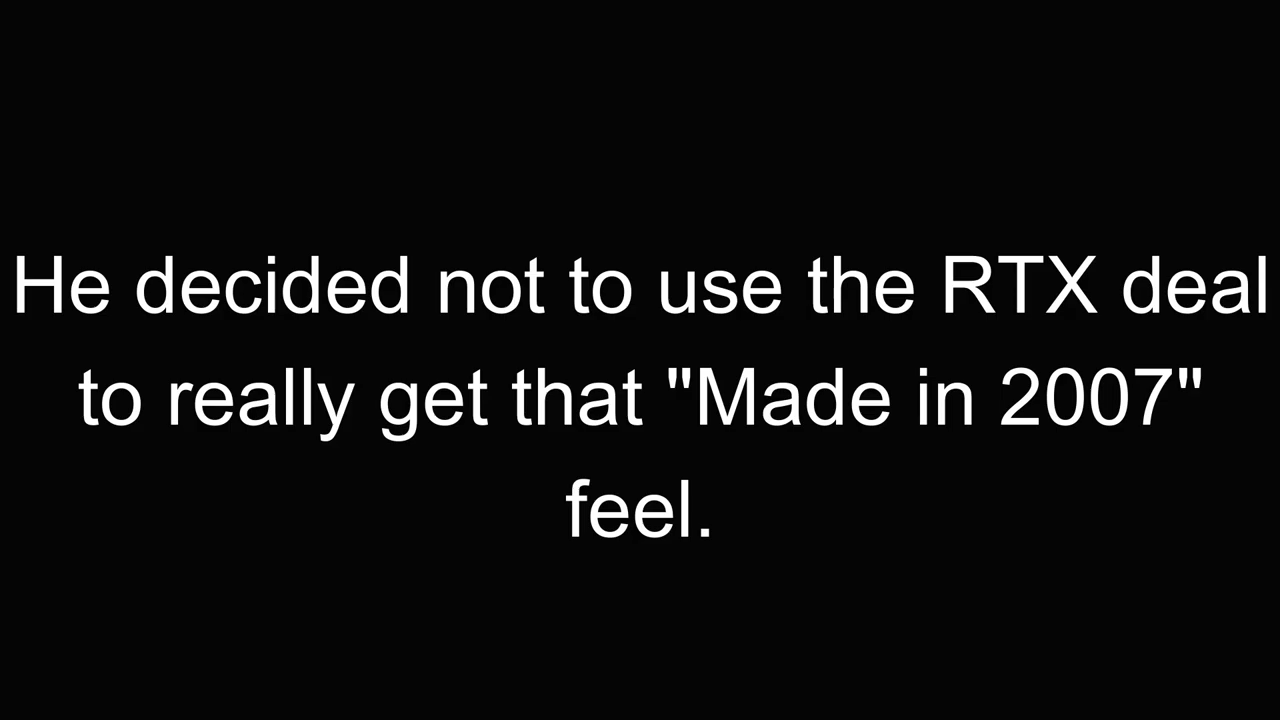 He decided not to use the RTX deal
to really get that "Made in 2007"
feel.